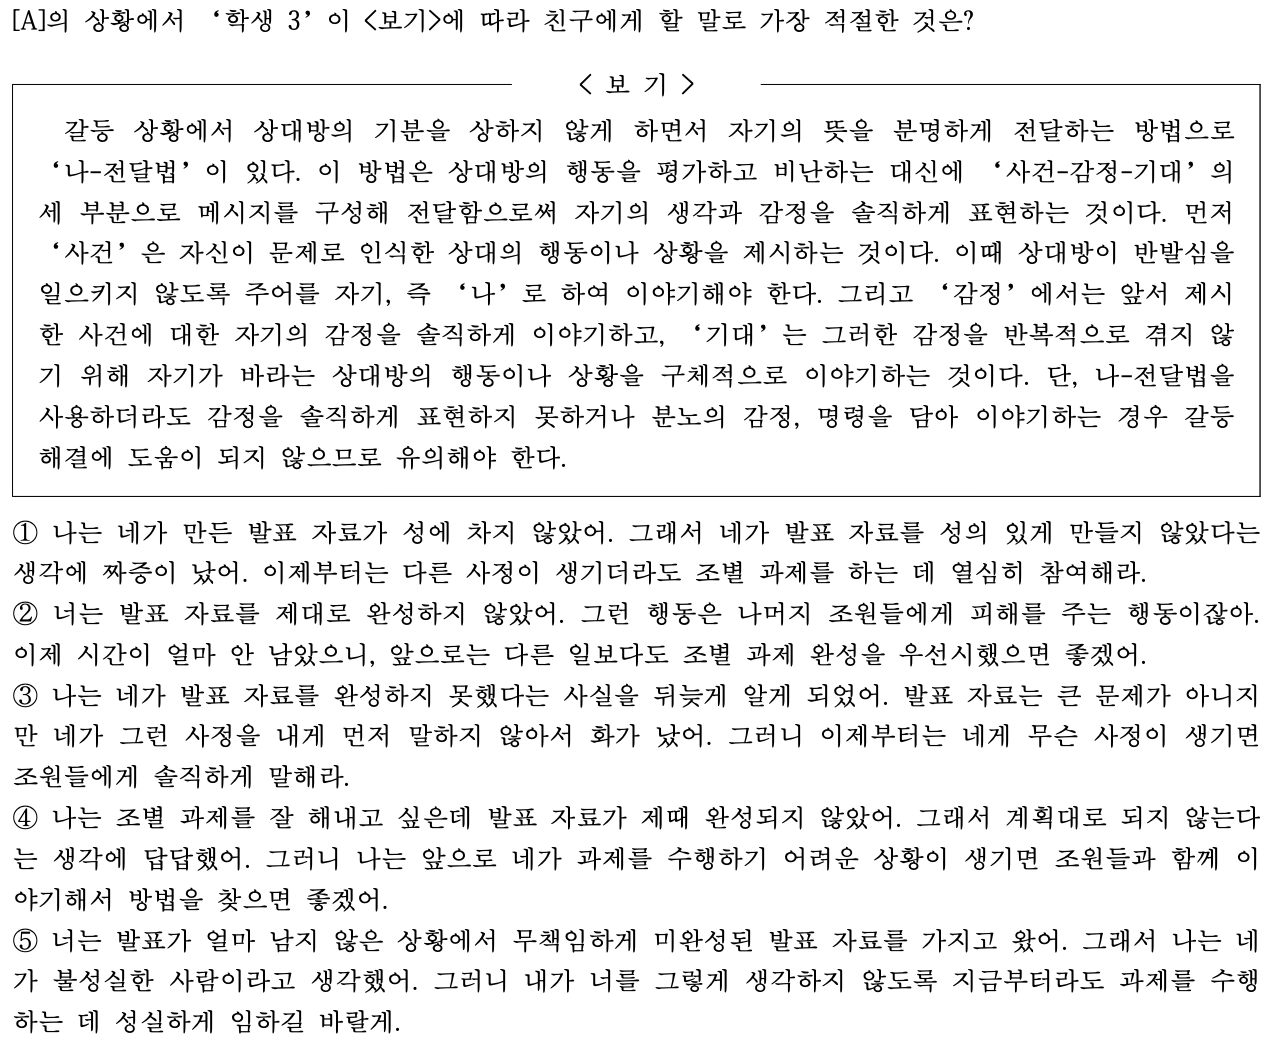 [A]의 상황에서 ‘학생 3’이 <보기>에 따라 친구에게 할 말로 가장 적절한 것은?
< 보 기 >
갈등 상황에서 상대방의 기분을 상하지 않게 하면서 자기의 뜻을 분명하게 전달하는 방법으로
‘나-전달법’이 있다. 이 방법은 상대방의 행동을 평가하고 비난하는 대신에 ‘사건-감정-기대’의
세 부분으로 메시지를 구성해 전달함으로써 자기의 생각과 감정을 솔직하게 표현하는 것이다. 먼저
‘사건’은 자신이 문제로 인식한 상대의 행동이나 상황을 제시하는 것이다. 이때 상대방이 반발심을
일으키지 않도록 주어를 자기, 즉 ‘나’로 하여 이야기해야 한다. 그리고 ‘감정’에서는 앞서 제시
한 사건에 대한 자기의 감정을 솔직하게 이야기하고, ‘기대’는 그러한 감정을 반복적으로 겪지 않
기 위해 자기가 바라는 상대방의 행동이나 상황을 구체적으로 이야기하는 것이다. 단, 나-전달법을
사용하더라도 감정을 솔직하게 표현하지 못하거나 분노의 감정, 명령을 담아 이야기하는 경우 갈등
해결에 도움이 되지 않으므로 유의해야 한다.
① 나는 네가 만든 발표 자료가 성에 차지 않았어. 그래서 네가 발표 자료를 성의 있게 만들지 않았다는
생각에 짜증이 났어. 이제부터는 다른 사정이 생기더라도 조별 과제를 하는 데 열심히 참여해라.
② 너는 발표 자료를 제대로 완성하지 않았어. 그런 행동은 나머지 조원들에게 피해를 주는 행동이잖아.
이제 시간이 얼마 안 남았으니, 앞으로는 다른 일보다도 조별 과제 완성을 우선시했으면 좋겠어.
③ 나는 네가 발표 자료를 완성하지 못했다는 사실을 뒤늦게 알게 되었어. 발표 자료는 큰 문제가 아니지
만 네가 그런 사정을 내게 먼저 말하지 않아서 화가 났어. 그러니 이제부터는 네게 무슨 사정이 생기면
조원들에게 솔직하게 말해라.
④ 나는 조별 과제를 잘 해내고 싶은데 발표 자료가 제때 완성되지 않았어. 그래서 계획대로 되지 않는다
는 생각에 답답했어. 그러니 나는 앞으로 네가 과제를 수행하기 어려운 상황이 생기면 조원들과 함께 이
야기해서 방법을 찾으면 좋겠어.
⑤ 너는 발표가 얼마 남지 않은 상황에서 무책임하게 미완성된 발표 자료를 가지고 왔어. 그래서 나는 네
가 불성실한 사람이라고 생각했어. 그러니 내가 너를 그렇게 생각하지 않도록 지금부터라도 과제를 수행
하는 데 성실하게 임하길 바랄게.